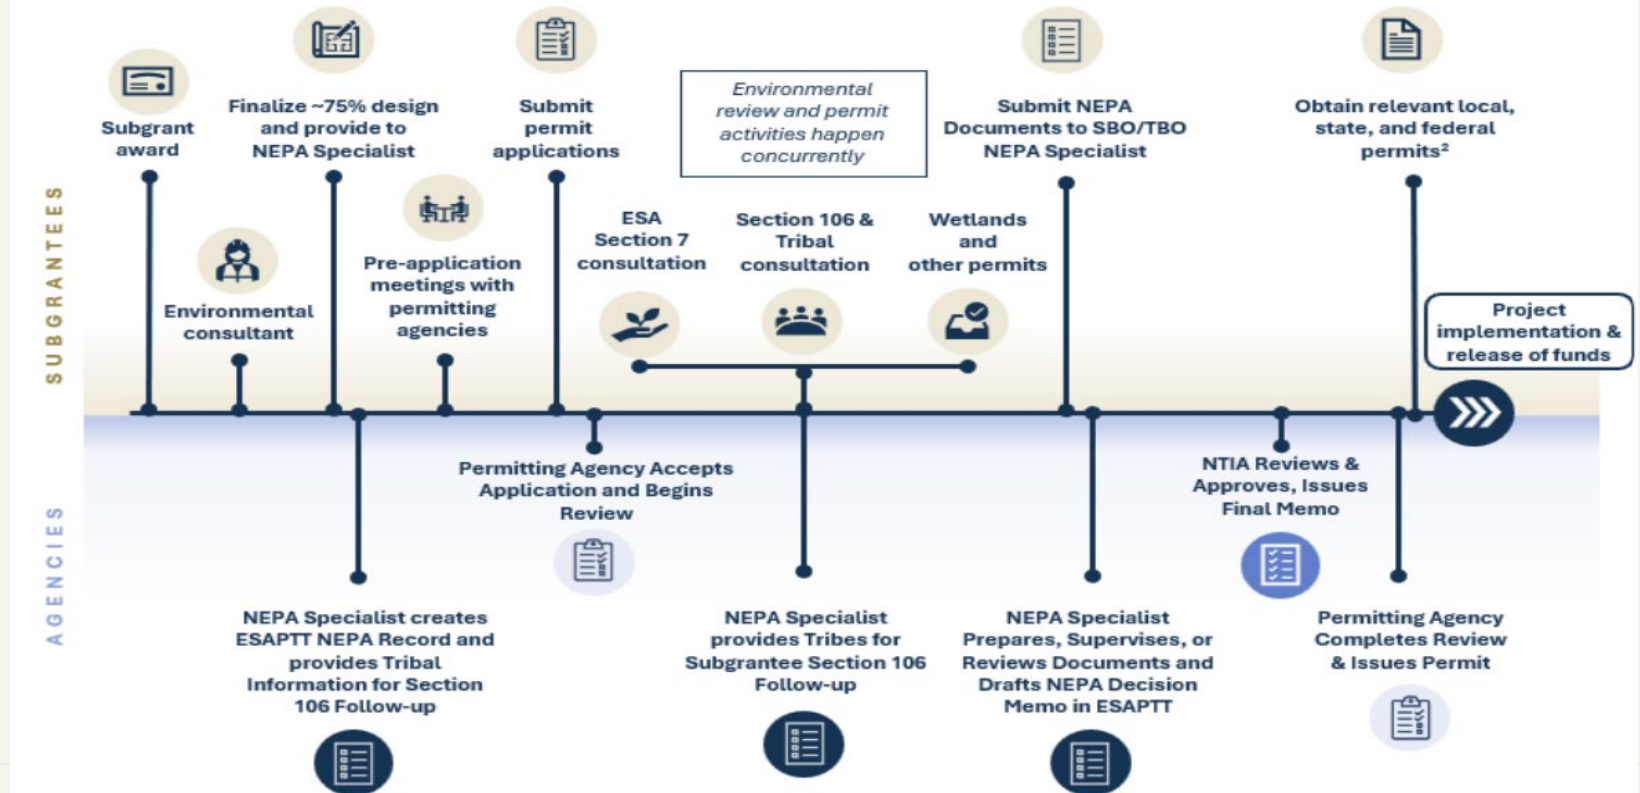 Subgrant
award
Environmental
consultant
Finalize ~75% design
and provide to
NEPA Specialist
Pre-application
meetings with
permitting
agencies
Submit
permit
applications
Environmental
review and permit
activities happen
concurrently
ESA
Section 7
consultation
Section 106 &
Tribal
consultation
Wetlands
and
other permits
Submit NEPA
Documents to SBO/TBO
NEPA Specialist
Obtain relevant local,
state, and federal
permits²
Project
implementation &
release of funds
SUBGRANTEES
AGENCIES
NEPA Specialist creates
ESAPTT NEPA Record and
provides Tribal
Information for Section
106 Follow-up
Permitting Agency Accepts
Application and Begins
Review
NEPA Specialist
provides Tribes for
Subgrantee Section 106
Follow-up
NEPA Specialist
Prepares, Supervises, or
Reviews Documents and
Drafts NEPA Decision
Memo in ESAPTT
NTIA Reviews &
Approves, Issues
Final Memo
Permitting Agency
Completes Review
& Issues Permit